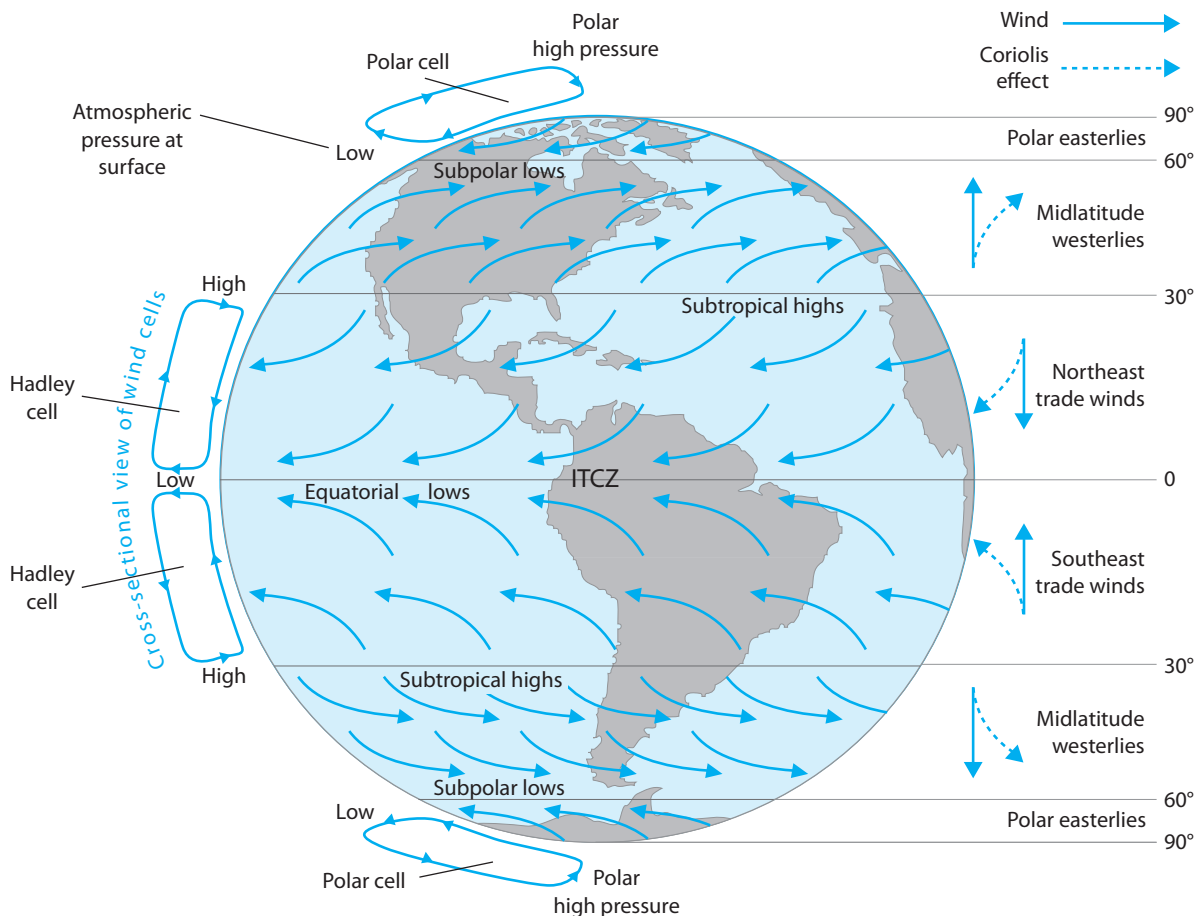 Polar
high pressure
Polar cell
Wind
Coriolis
effect
Atmospheric
pressure at
surface
Low
90°
Polar easterlies
60°
Subpolar lows
Midlatitude
westerlies
High
30°
Subtropical highs
Cross-sectional view of wind cells
Hadley
cell
Northeast
trade winds
Low
ITCZ
0
Equatorial lows
Hadley
cell
Southeast
trade winds
High
30°
Subtropical highs
Midlatitude
westerlies
Subpolar lows
60°
Low
Polar easterlies
90°
Polar cell
Polar
high pressure